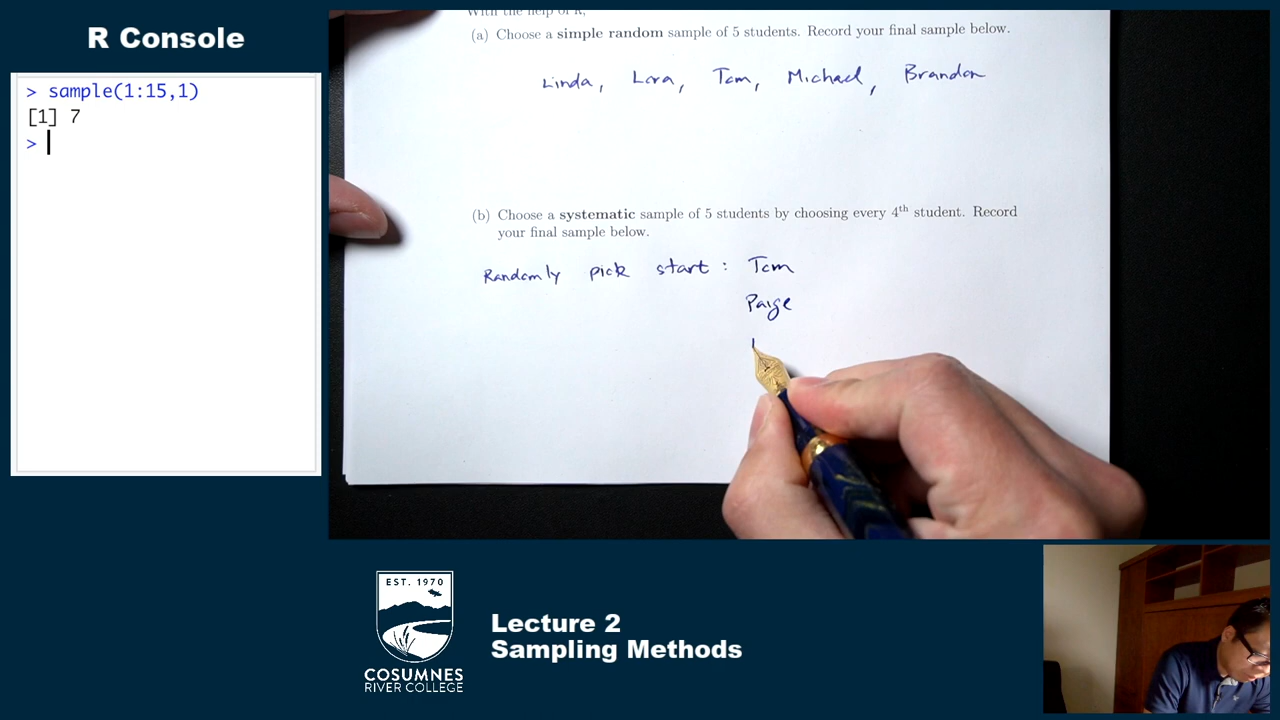 R Console
> sample(1:15,1)
[1] 7
>
With the help of R,
(a) Choose a simple random sample of 5 students. Record your final sample below.
Linda, Lora, Tom, Michael, Brandon
(b) Choose a systematic sample of 5 students by choosing every 4th student. Record
your final sample below.
Randomly pick start : Tom
Paige
EST. 1970
COSUMNES
RIVER COLLEGE
Lecture 2
Sampling Methods